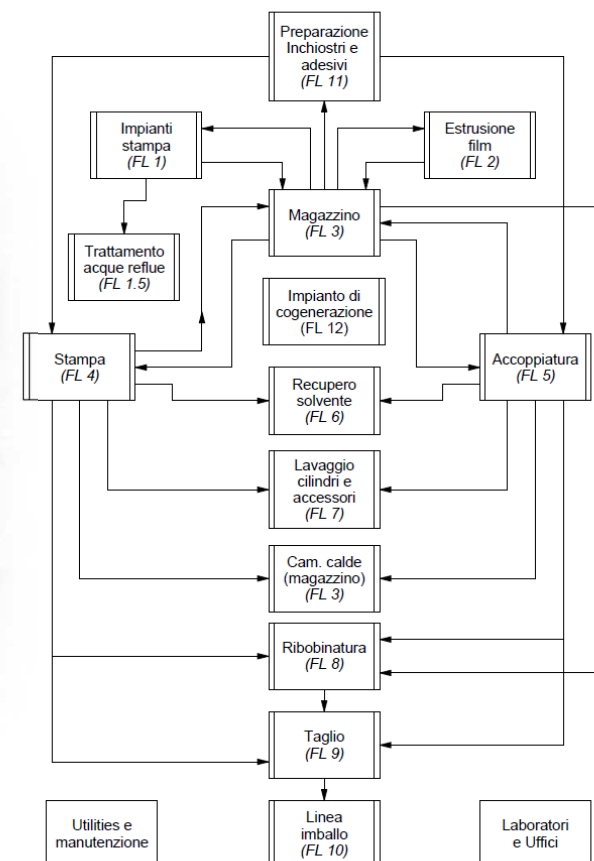 Preparazione
Inchiostri e
adesivi
(FL 11)
Impianti
stampa
(FL 1)
Estrusione
film
(FL 2)
Magazzino
(FL 3)
Trattamento
acque reflue
(FL 1.5)
Impianto di
cogenerazione
(FL 12)
Stampa
(FL 4)
Accoppiatura
(FL 5)
Recupero
solvente
(FL 6)
Lavaggio
cilindri e
accessori
(FL 7)
Cam. calde
(magazzino)
(FL 3)
Ribobinatura
(FL 8)
Taglio
(FL 9)
Utilities e
manutenzione
Linea
imballo
(FL 10)
Laboratori
e Uffici